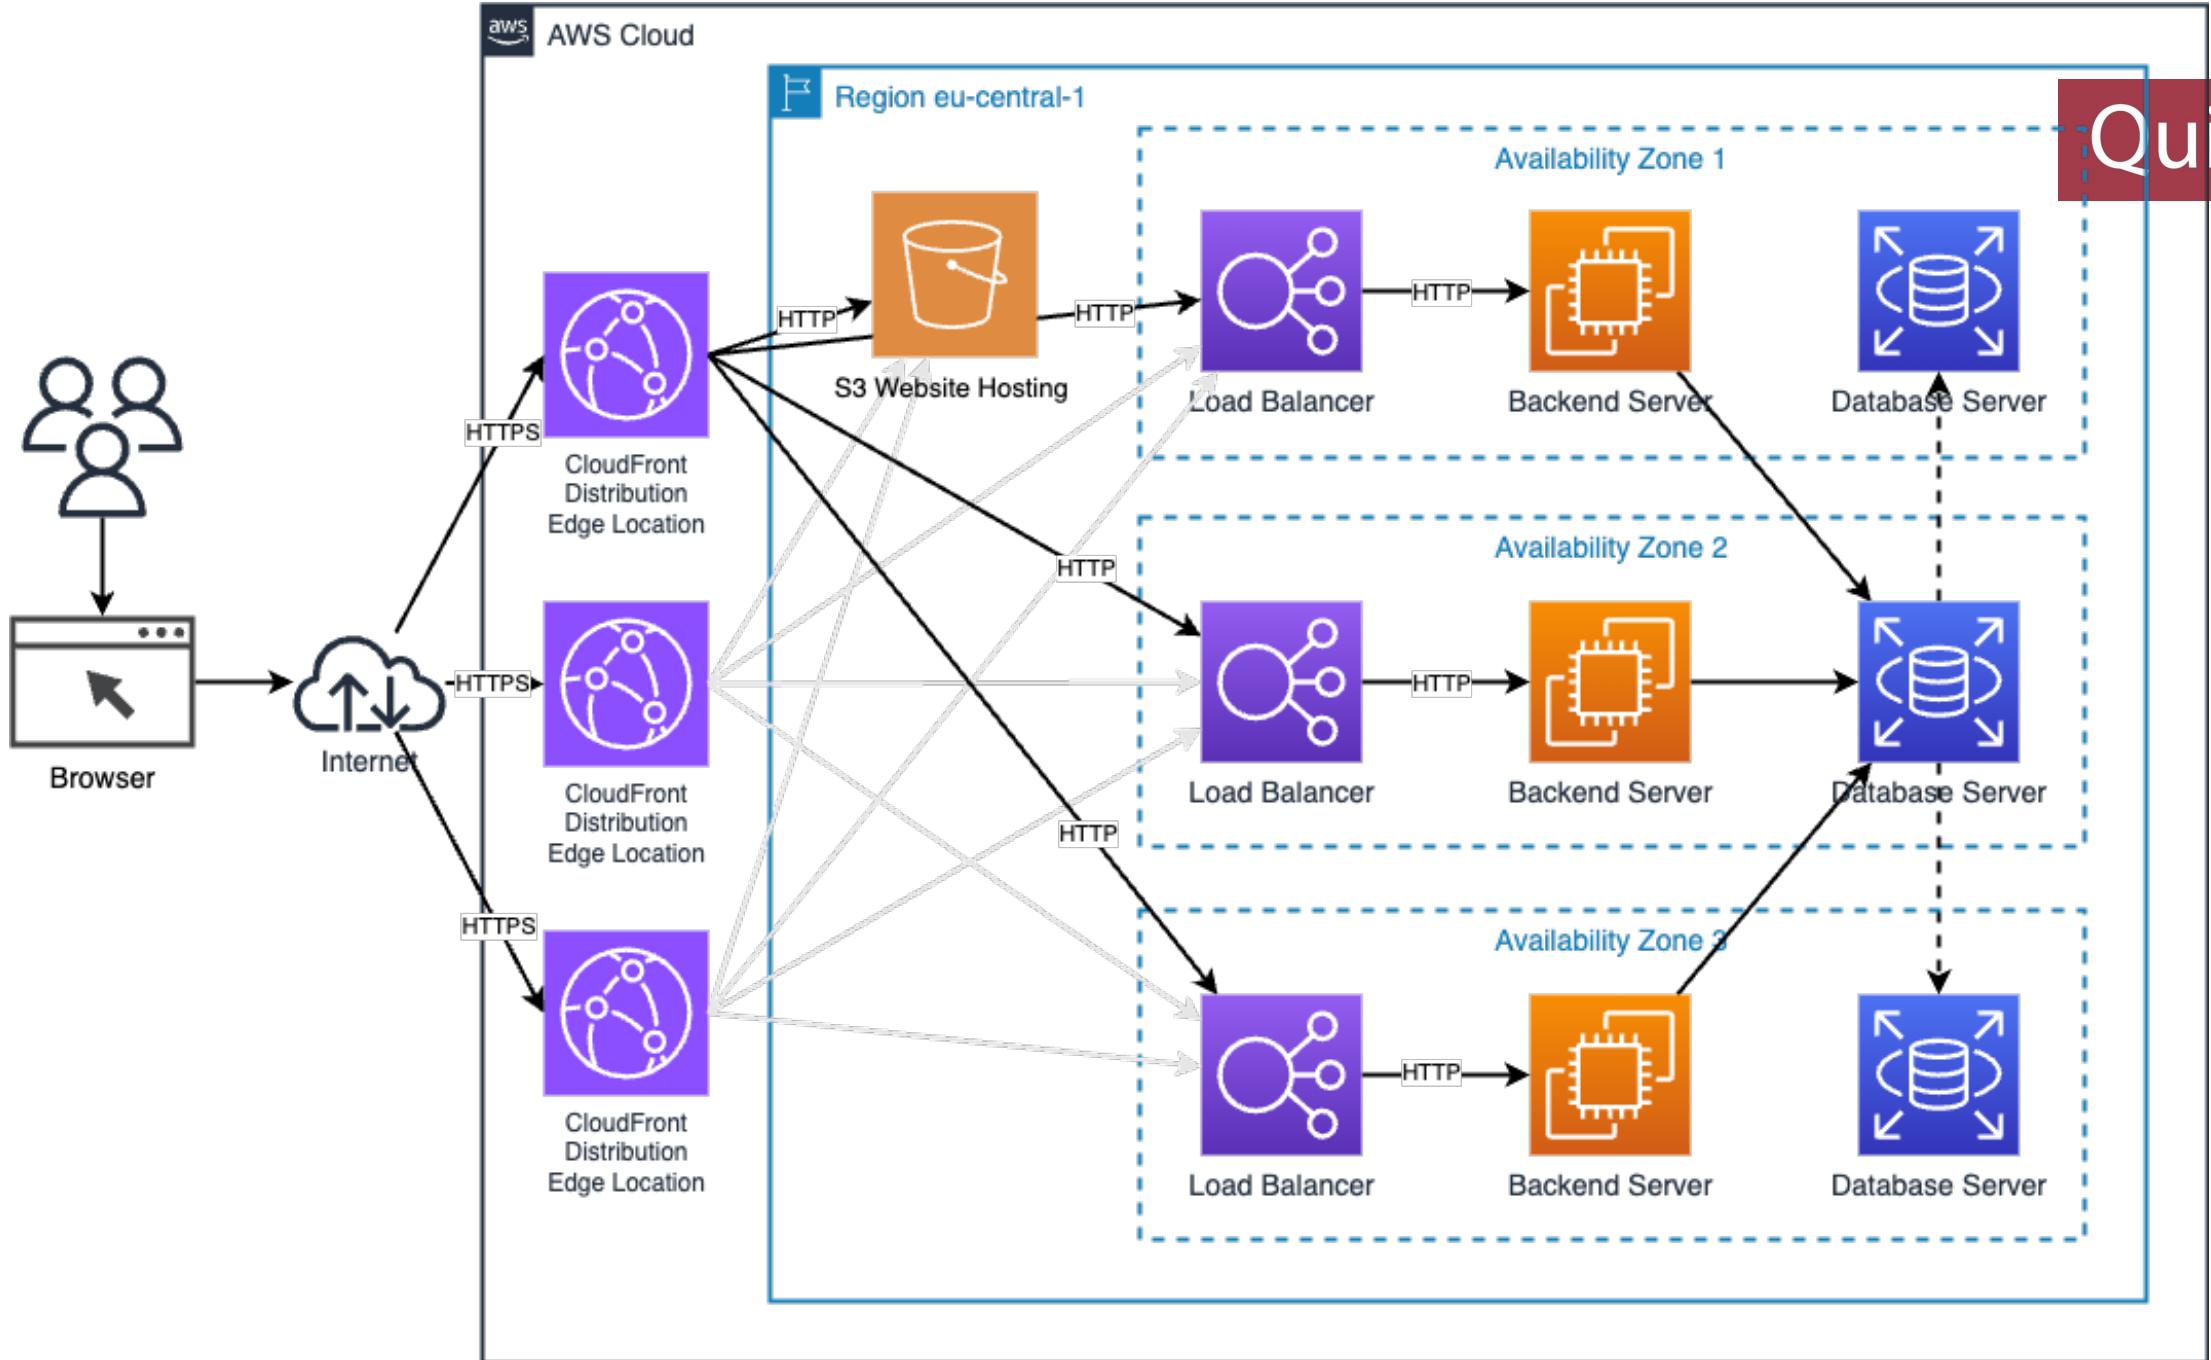 aws
AWS Cloud
Region eu-central-1
Qu
Availability Zone 1
HTTP
HTTP
HTTP
S3 Website Hosting
Load Balancer
Backend Server
Database Server
HTTPS
CloudFront
Distribution
Edge Location
Availability Zone 2
HTTP
HTTPS
HTTP
Internet
Browser
CloudFront
Distribution
Edge Location
Load Balancer
Backend Server
Database Server
HTTP
HTTPS
Availability Zone 3
HTTP
CloudFront
Distribution
Edge Location
Load Balancer
Backend Server
Database Server